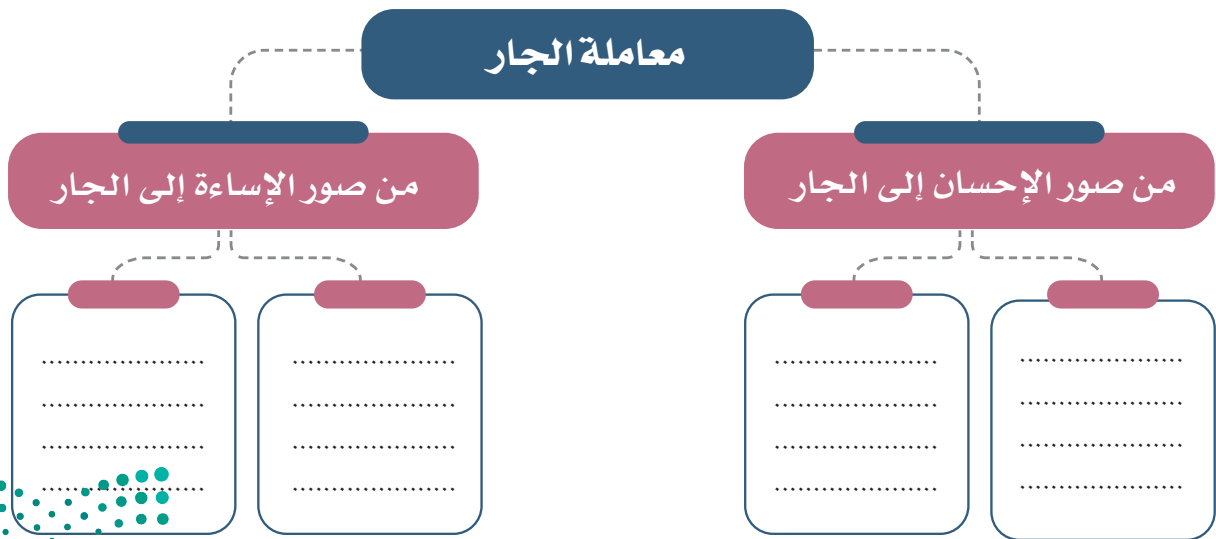 معاملة الجار
من صور الإحسان إلى الجار
من صور الإساءة إلى الجار